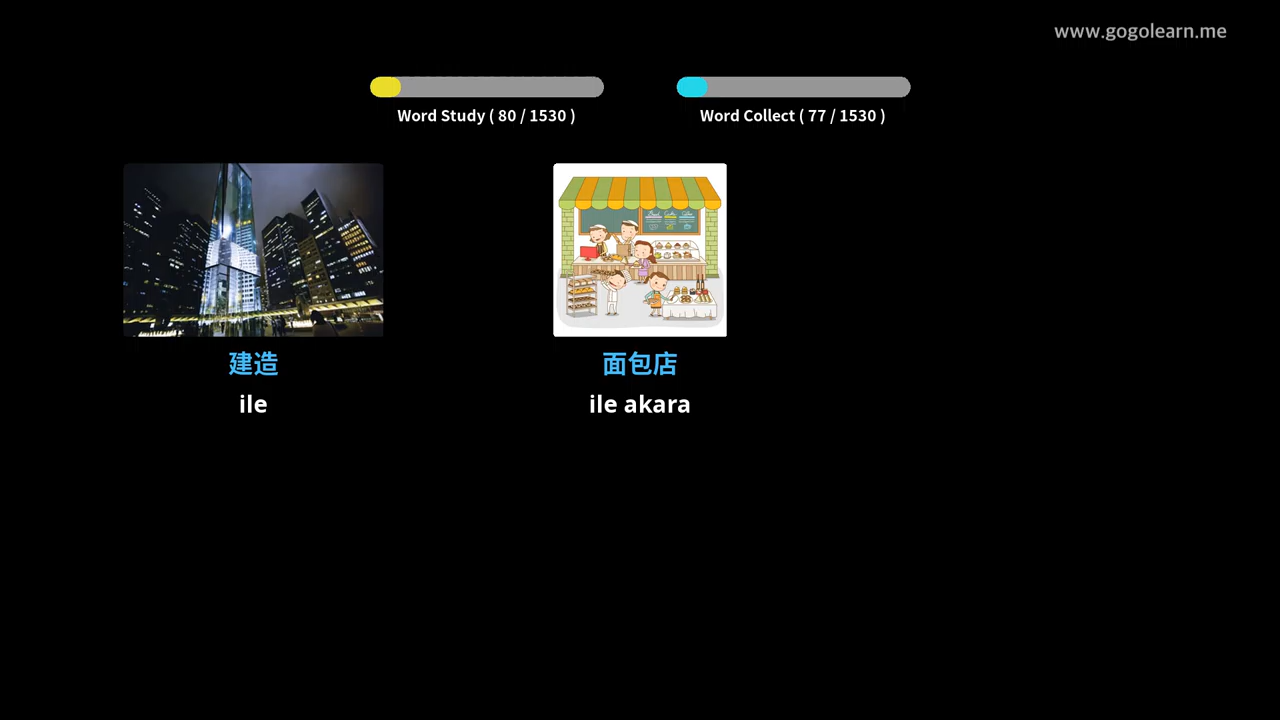 www.gogolearn.me
Word Study ( 80 / 1530 )
Word Collect ( 77 / 1530 )
建造
ile
面包店
ile akara